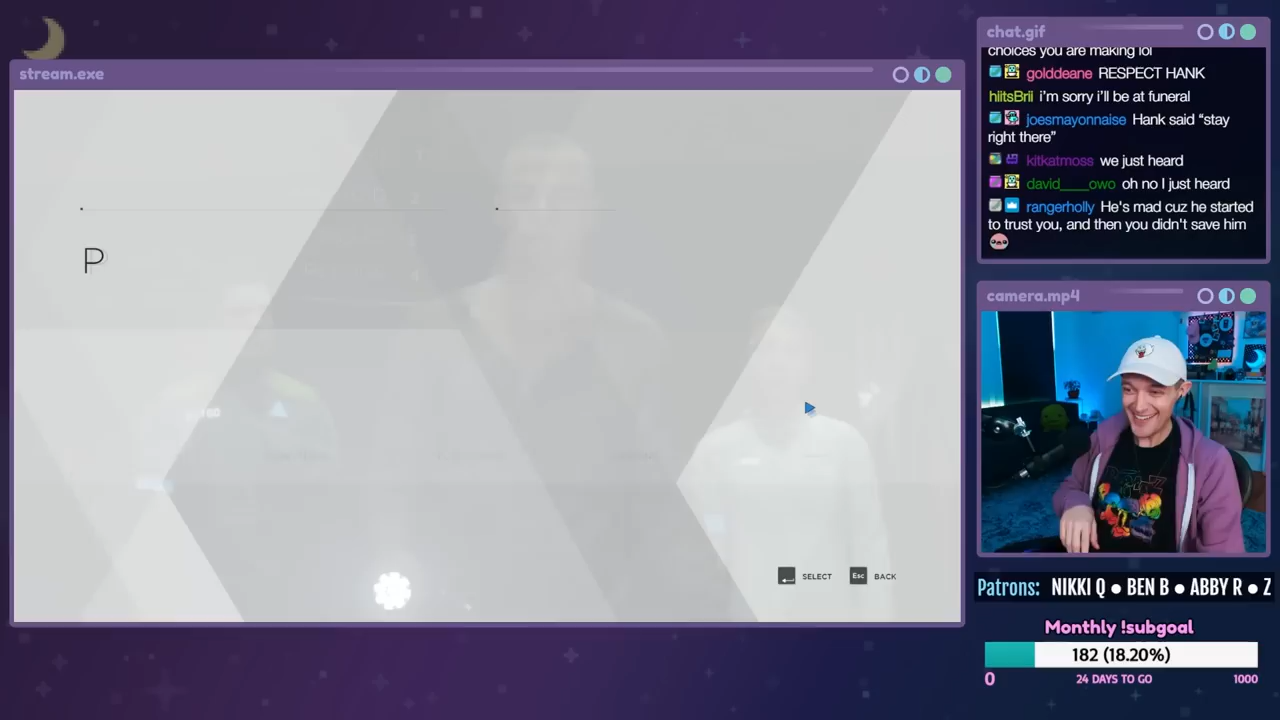 stream.exe
P
SELECT
Esc BACK
chat.gif
choices you are making lol
golddeane RESPECT HANK
hiitsBrii i'm sorry i'll be at funeral
joesmayonnaise Hank said “stay
right there”
kitkatmoss we just heard
david____owo oh no I just heard
rangerholly He's mad cuz he started
to trust you, and then you didn't save him
camera.mp4
Patrons: NIKKI Q ● BEN B ● ABBY R ● Z
Monthly !subgoal
182 (18.20%)
0 24 DAYS TO GO 1000